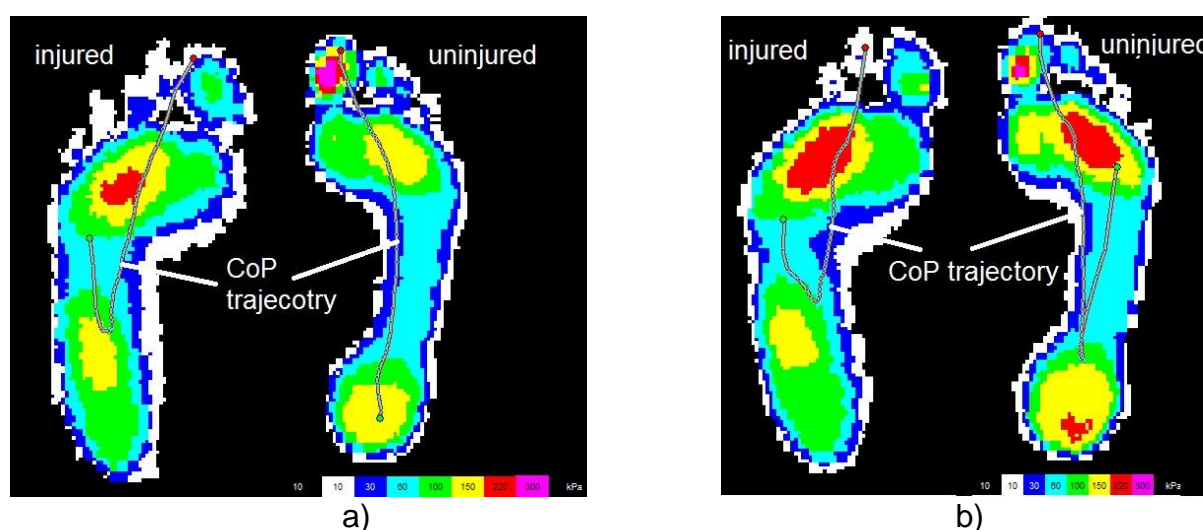 injured
uninjured
CoP
trajecotry
10 10 30 60 100 150 220 300 kPa
a)
injured
uninjured
CoP trajectory
10 10 30 60 100 150 220 300 kPa
b)